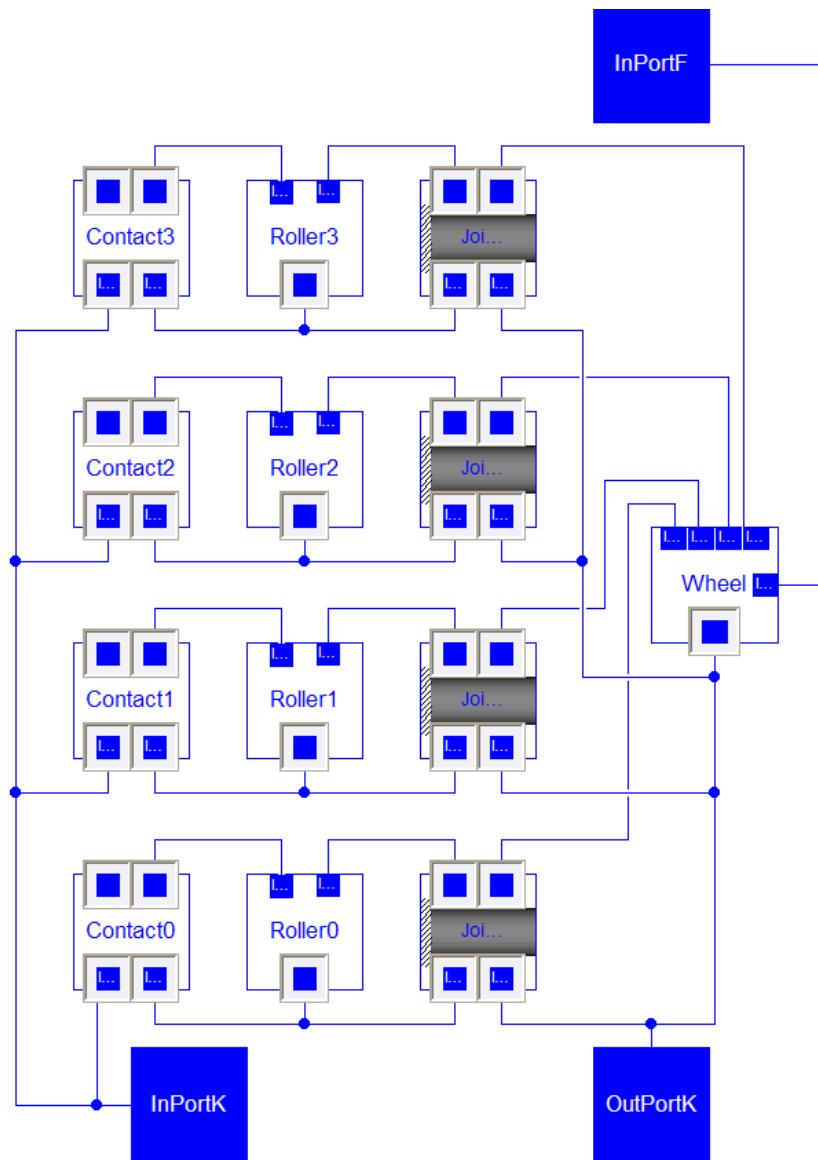 InPortF
I... I...
Contact3 Roller3 Joi...
I... I... I... I...
I... I...
Contact2 Roller2 Joi...
I... I... I... I...
I... I... I... I...
Wheel I...
I... I...
Contact1 Roller1 Joi...
I... I... I... I...
I... I...
Contact0 Roller0 Joi...
I... I... I... I...
InPortK OutPortK